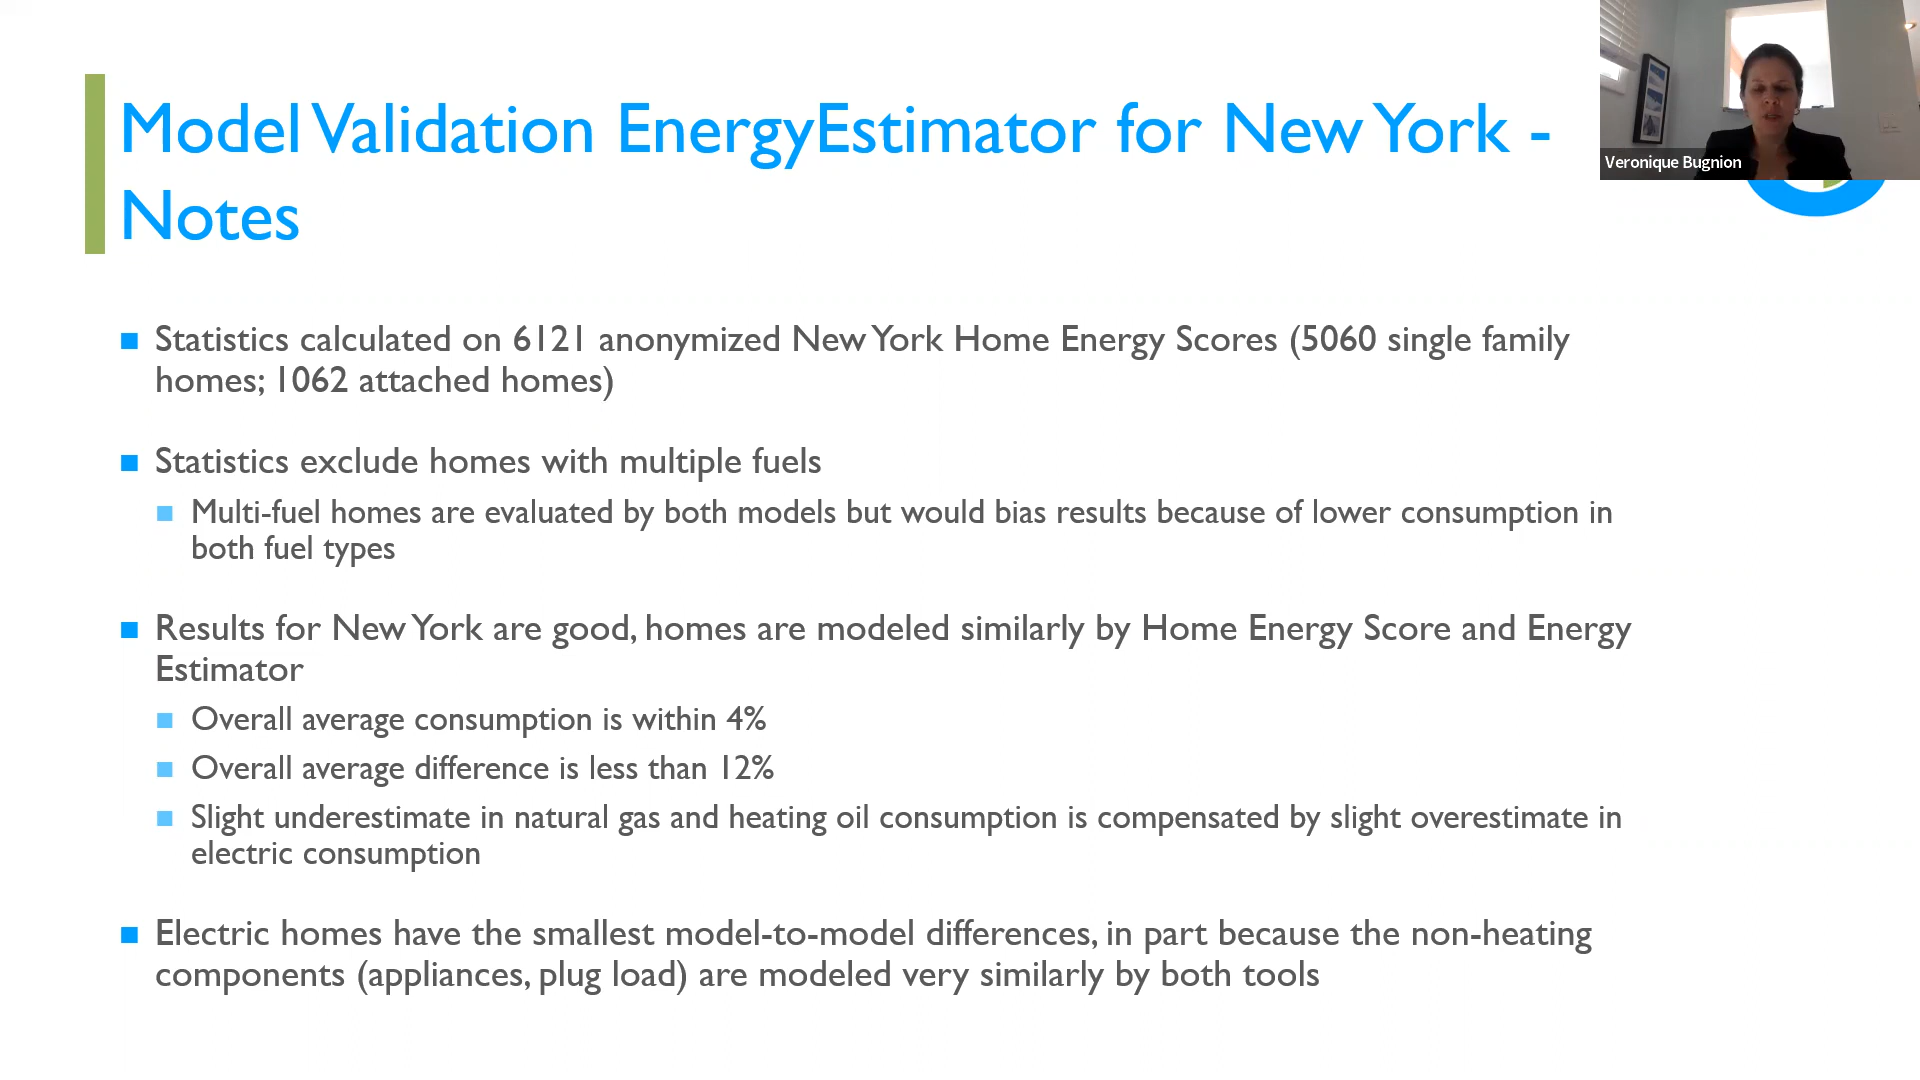 Model Validation EnergyEstimator for New York -
Notes
Veronique Bugnion
Statistics calculated on 6121 anonymized New York Home Energy Scores (5060 single family
homes; 1062 attached homes)
Statistics exclude homes with multiple fuels
Multi-fuel homes are evaluated by both models but would bias results because of lower consumption in
both fuel types
Results for New York are good, homes are modeled similarly by Home Energy Score and Energy
Estimator
Overall average consumption is within 4%
Overall average difference is less than 12%
Slight underestimate in natural gas and heating oil consumption is compensated by slight overestimate in
electric consumption
Electric homes have the smallest model-to-model differences, in part because the non-heating
components (appliances, plug load) are modeled very similarly by both tools